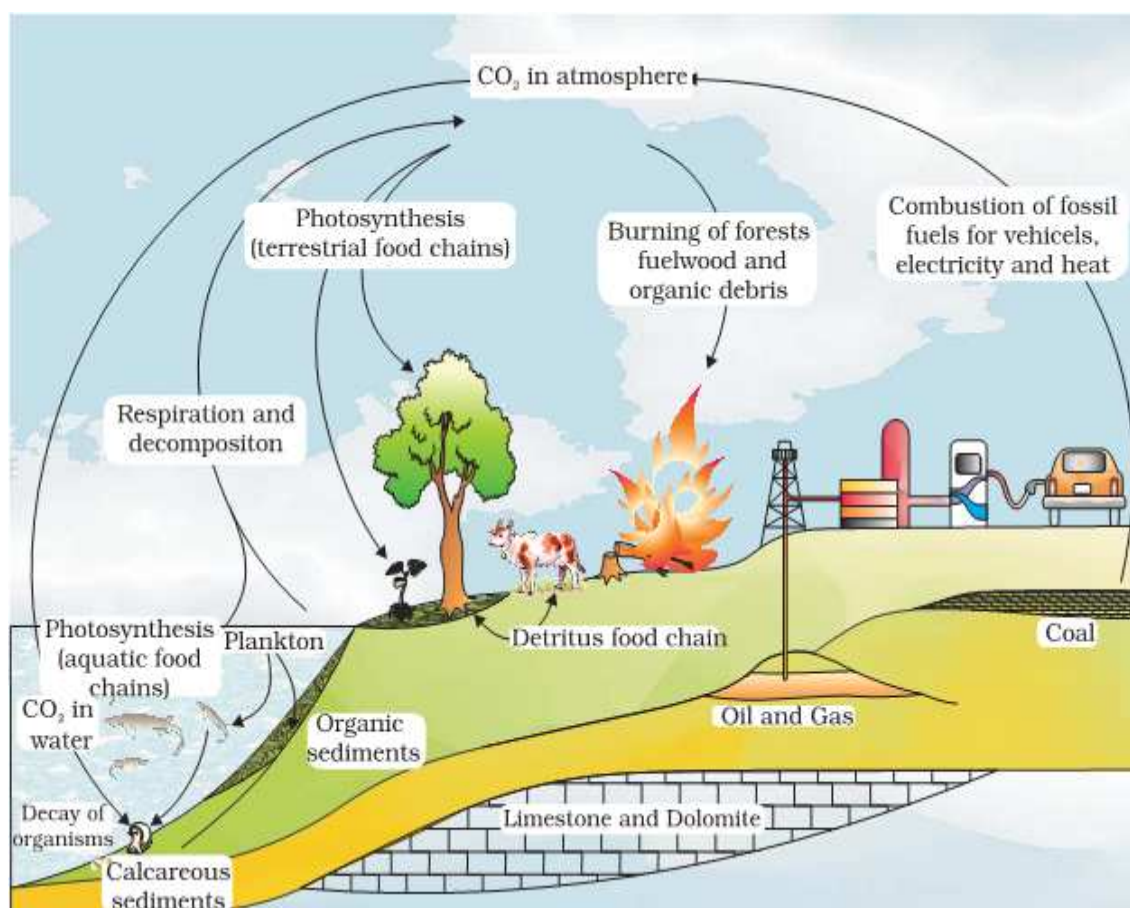 CO₂ in atmosphere
Photosynthesis
(terrestrial food chains)
Burning of forests
fuelwood and
organic debris
Combustion of fossil
fuels for vehicels,
electricity and heat
Respiration and
decompositon
Photosynthesis
(aquatic food
chains)
Plankton
Detritus food chain
Coal
CO₂ in
water
Organic
sediments
Oil and Gas
Decay of
organisms
Limestone and Dolomite
Calcareous
sediments